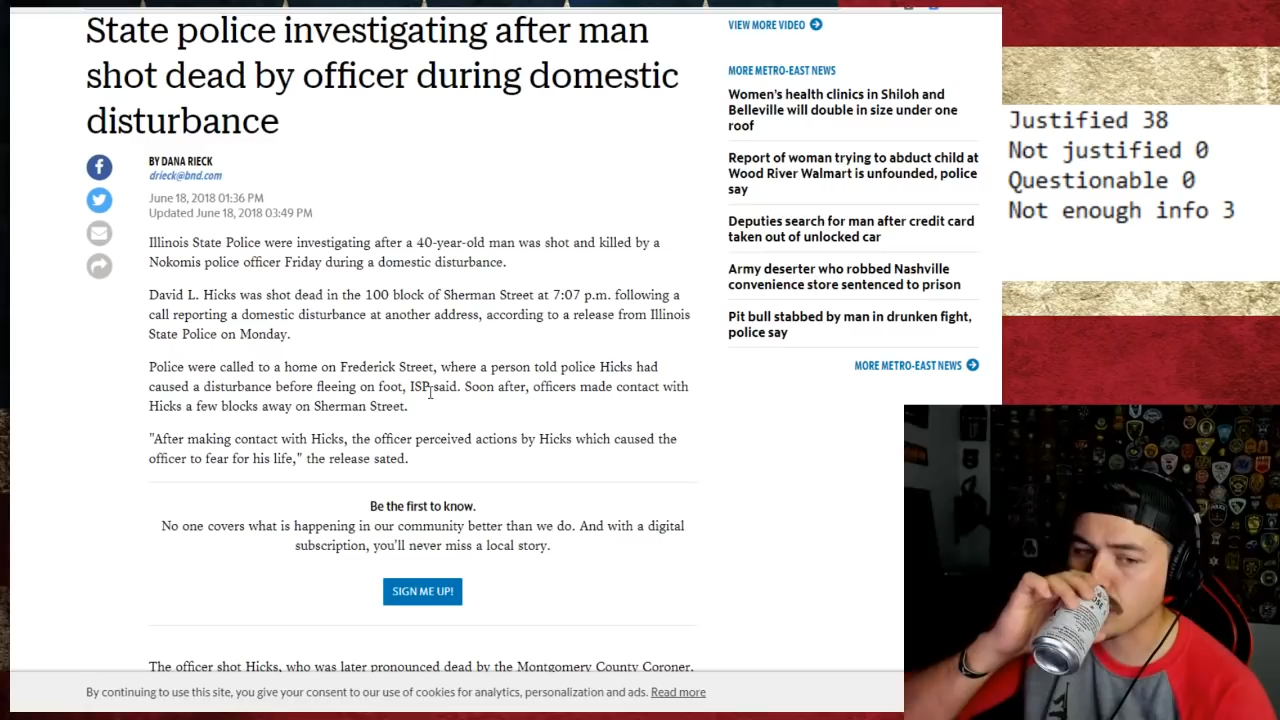 State police investigating after man
shot dead by officer during domestic
disturbance
BY DANA RIECK
drieck@bnd.com
June 18, 2018 01:36 PM
Updated June 18, 2018 03:49 PM
Illinois State Police were investigating after a 40-year-old man was shot and killed by a
Nokomis police officer Friday during a domestic disturbance.
David L. Hicks was shot dead in the 100 block of Sherman Street at 7:07 p.m. following a
call reporting a domestic disturbance at another address, according to a release from Illinois
State Police on Monday.
Police were called to a home on Frederick Street, where a person told police Hicks had
caused a disturbance before fleeing on foot, ISP said. Soon after, officers made contact with
Hicks a few blocks away on Sherman Street.
"After making contact with Hicks, the officer perceived actions by Hicks which caused the
officer to fear for his life," the release sated.
Be the first to know.
No one covers what is happening in our community better than we do. And with a digital
subscription, you'll never miss a local story.
SIGN ME UP!
The officer shot Hicks, who was later pronounced dead by the Montgomery County Coroner.
By continuing to use this site, you give your consent to our use of cookies for analytics, personalization and ads. Read more
VIEW MORE VIDEO
MORE METRO-EAST NEWS
Women's health clinics in Shiloh and
Belleville will double in size under one
roof
Report of woman trying to abduct child at
Wood River Walmart is unfounded, police
say
Deputies search for man after credit card
taken out of unlocked car
Army deserter who robbed Nashville
convenience store sentenced to prison
Pit bull stabbed by man in drunken fight,
police say
MORE METRO-EAST NEWS
Justified 38
Not justified 0
Questionable 0
Not enough info 3